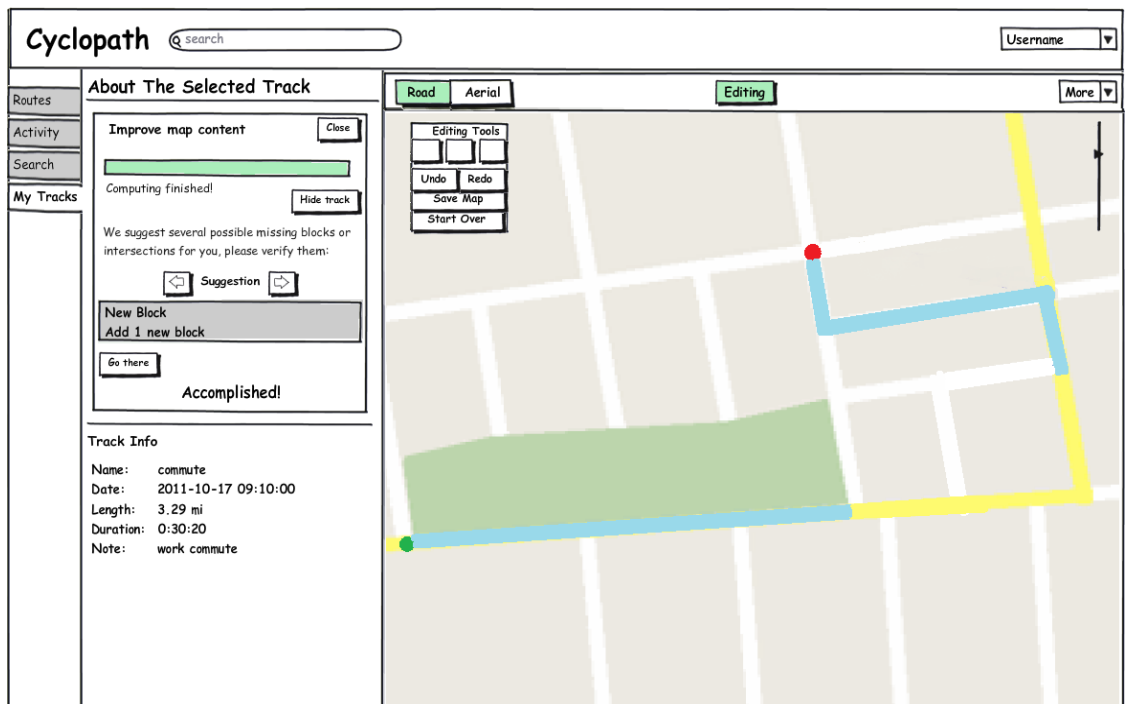 Cyclopath
search
Username
Routes
Activity
Search
My Tracks
About The Selected Track
Improve map content
Close
Computing finished!
Hide track
We suggest several possible missing blocks or
intersections for you, please verify them:
Suggestion
New Block
Add 1 new block
Go there
Accomplished!
Track Info
Name: commute
Date: 2011-10-17 09:10:00
Length: 3.29 mi
Duration: 0:30:20
Note: work commute
Road Aerial Editing More
Editing Tools
Undo Redo
Save Map
Start Over